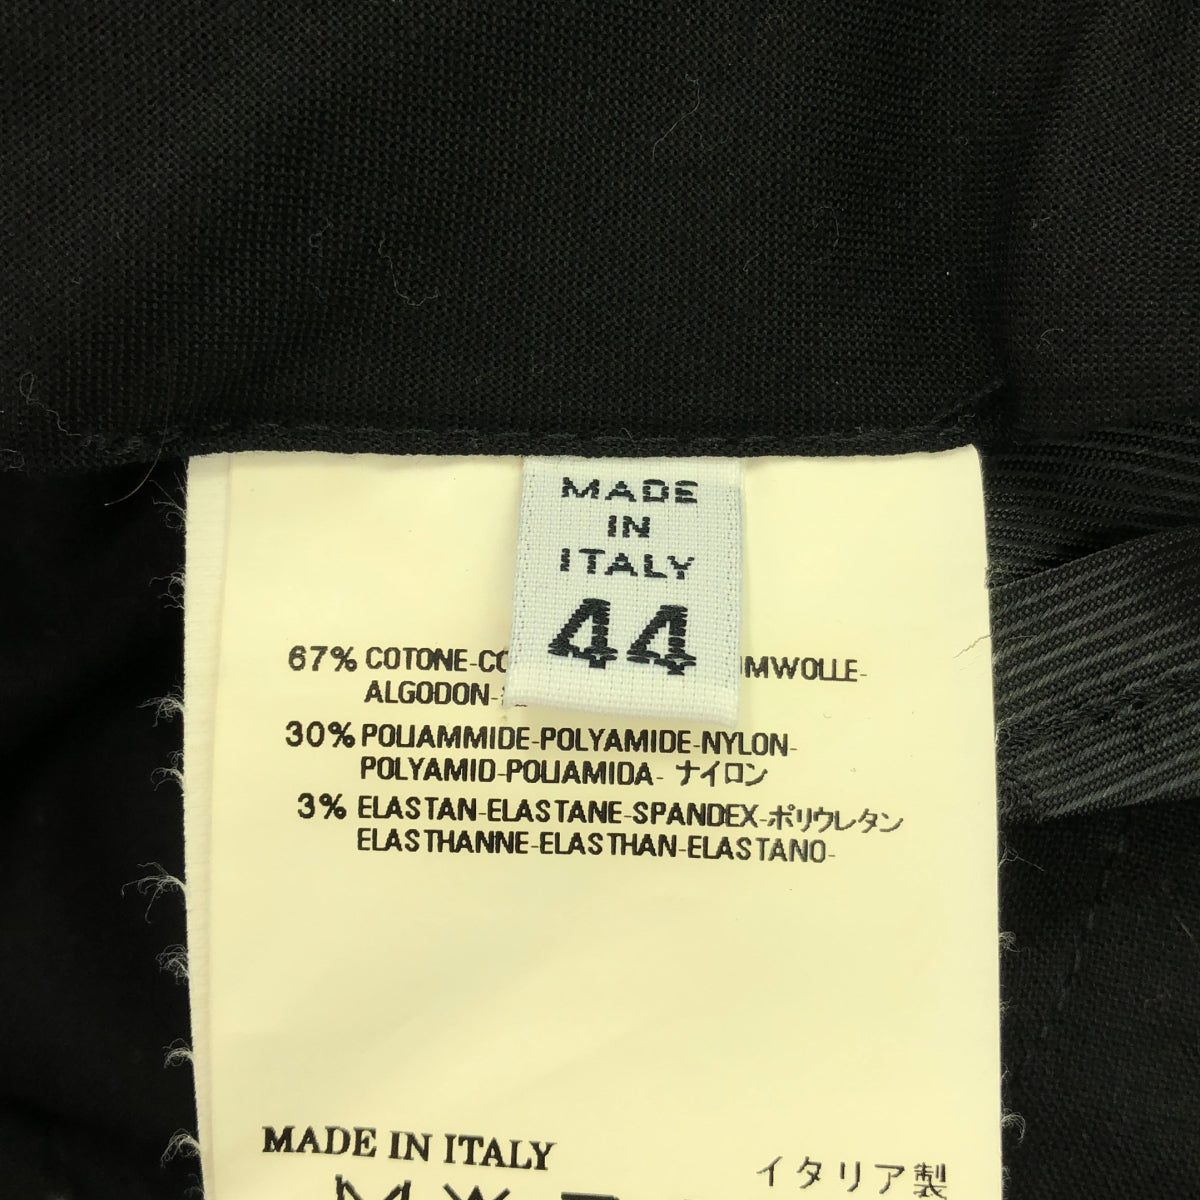 MADE
IN
ITALY
44
67% COTONE-
ALGODON-
30% POLIAMMIDE-POLYAMIDE-NYLON-
POLYAMID-POLIAMIDA- ナイロン
3% ELASTAN-ELASTANE-SPANDEX-ポリウレタン
ELASTHANNE-ELASTHAN-ELASTANO-
MADE IN ITALY
イタリア製